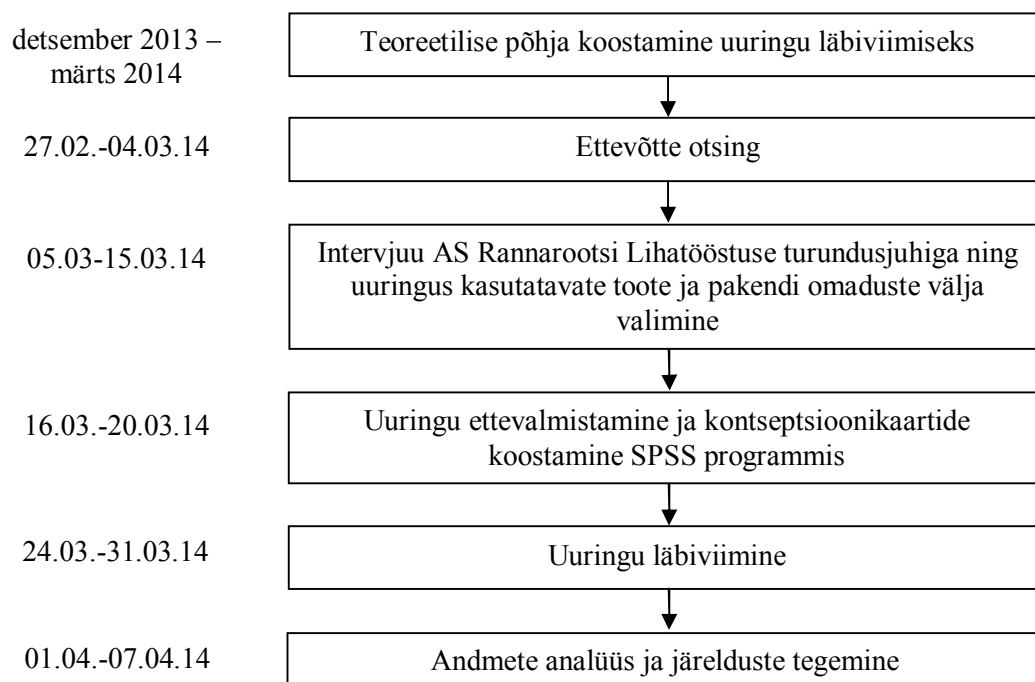 detsember 2013 –
märts 2014
Teoreetilise põhja koostamine uuringu läbiviimiseks
27.02.-04.03.14
Ettevõtte otsing
05.03-15.03.14
Intervjuu AS Rannarootsi Lihatööstuse turundusjuhiga ning
uuringus kasutatavate toote ja pakendi omaduste välja
valimine
16.03.-20.03.14
Uuringu ettevalmistamine ja kontseptsioonikaartide
koostamine SPSS programmis
24.03.-31.03.14
Uuringu läbiviimine
01.04.-07.04.14
Andmete analüüs ja järelduste tegemine